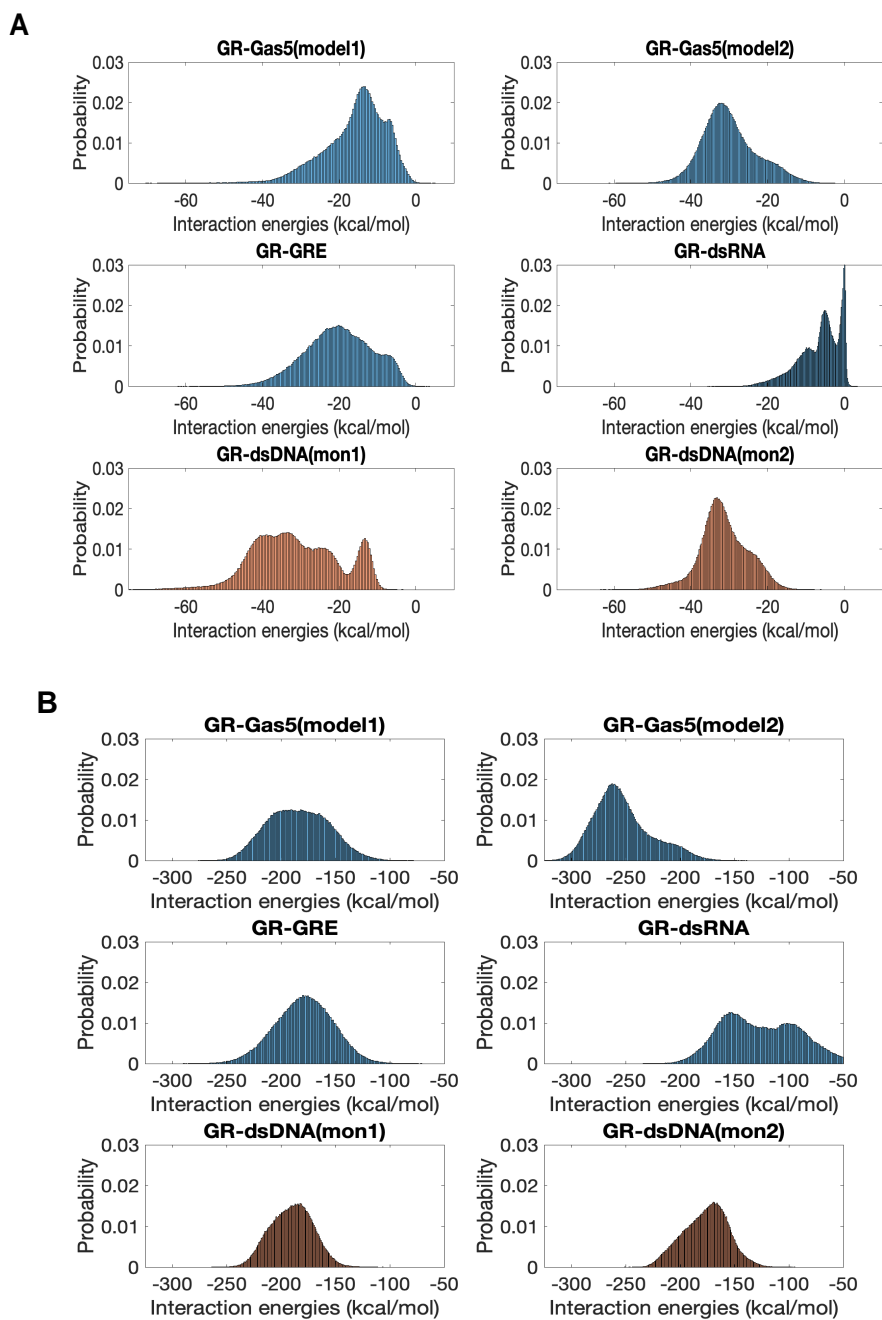 A
GR-Gas5(model1)
Probability
0.03
0.02
0.01
0
-60 -40 -20 0
Interaction energies (kcal/mol)
GR-Gas5(model2)
Probability
0.03
0.02
0.01
0
-60 -40 -20 0
Interaction energies (kcal/mol)
GR-GRE
Probability
0.03
0.02
0.01
0
-60 -40 -20 0
Interaction energies (kcal/mol)
GR-dsRNA
Probability
0.03
0.02
0.01
0
-60 -40 -20 0
Interaction energies (kcal/mol)
GR-dsDNA(mon1)
Probability
0.03
0.02
0.01
0
-60 -40 -20 0
Interaction energies (kcal/mol)
GR-dsDNA(mon2)
Probability
0.03
0.02
0.01
0
-60 -40 -20 0
Interaction energies (kcal/mol)
B
GR-Gas5(model1)
Probability
0.03
0.02
0.01
0
-300 -250 -200 -150 -100 -50
Interaction energies (kcal/mol)
GR-Gas5(model2)
Probability
0.03
0.02
0.01
0
-300 -250 -200 -150 -100 -50
Interaction energies (kcal/mol)
GR-GRE
Probability
0.03
0.02
0.01
0
-300 -250 -200 -150 -100 -50
Interaction energies (kcal/mol)
GR-dsRNA
Probability
0.03
0.02
0.01
0
-300 -250 -200 -150 -100 -50
Interaction energies (kcal/mol)
GR-dsDNA(mon1)
Probability
0.03
0.02
0.01
0
-300 -250 -200 -150 -100 -50
Interaction energies (kcal/mol)
GR-dsDNA(mon2)
Probability
0.03
0.02
0.01
0
-300 -250 -200 -150 -100 -50
Interaction energies (kcal/mol)